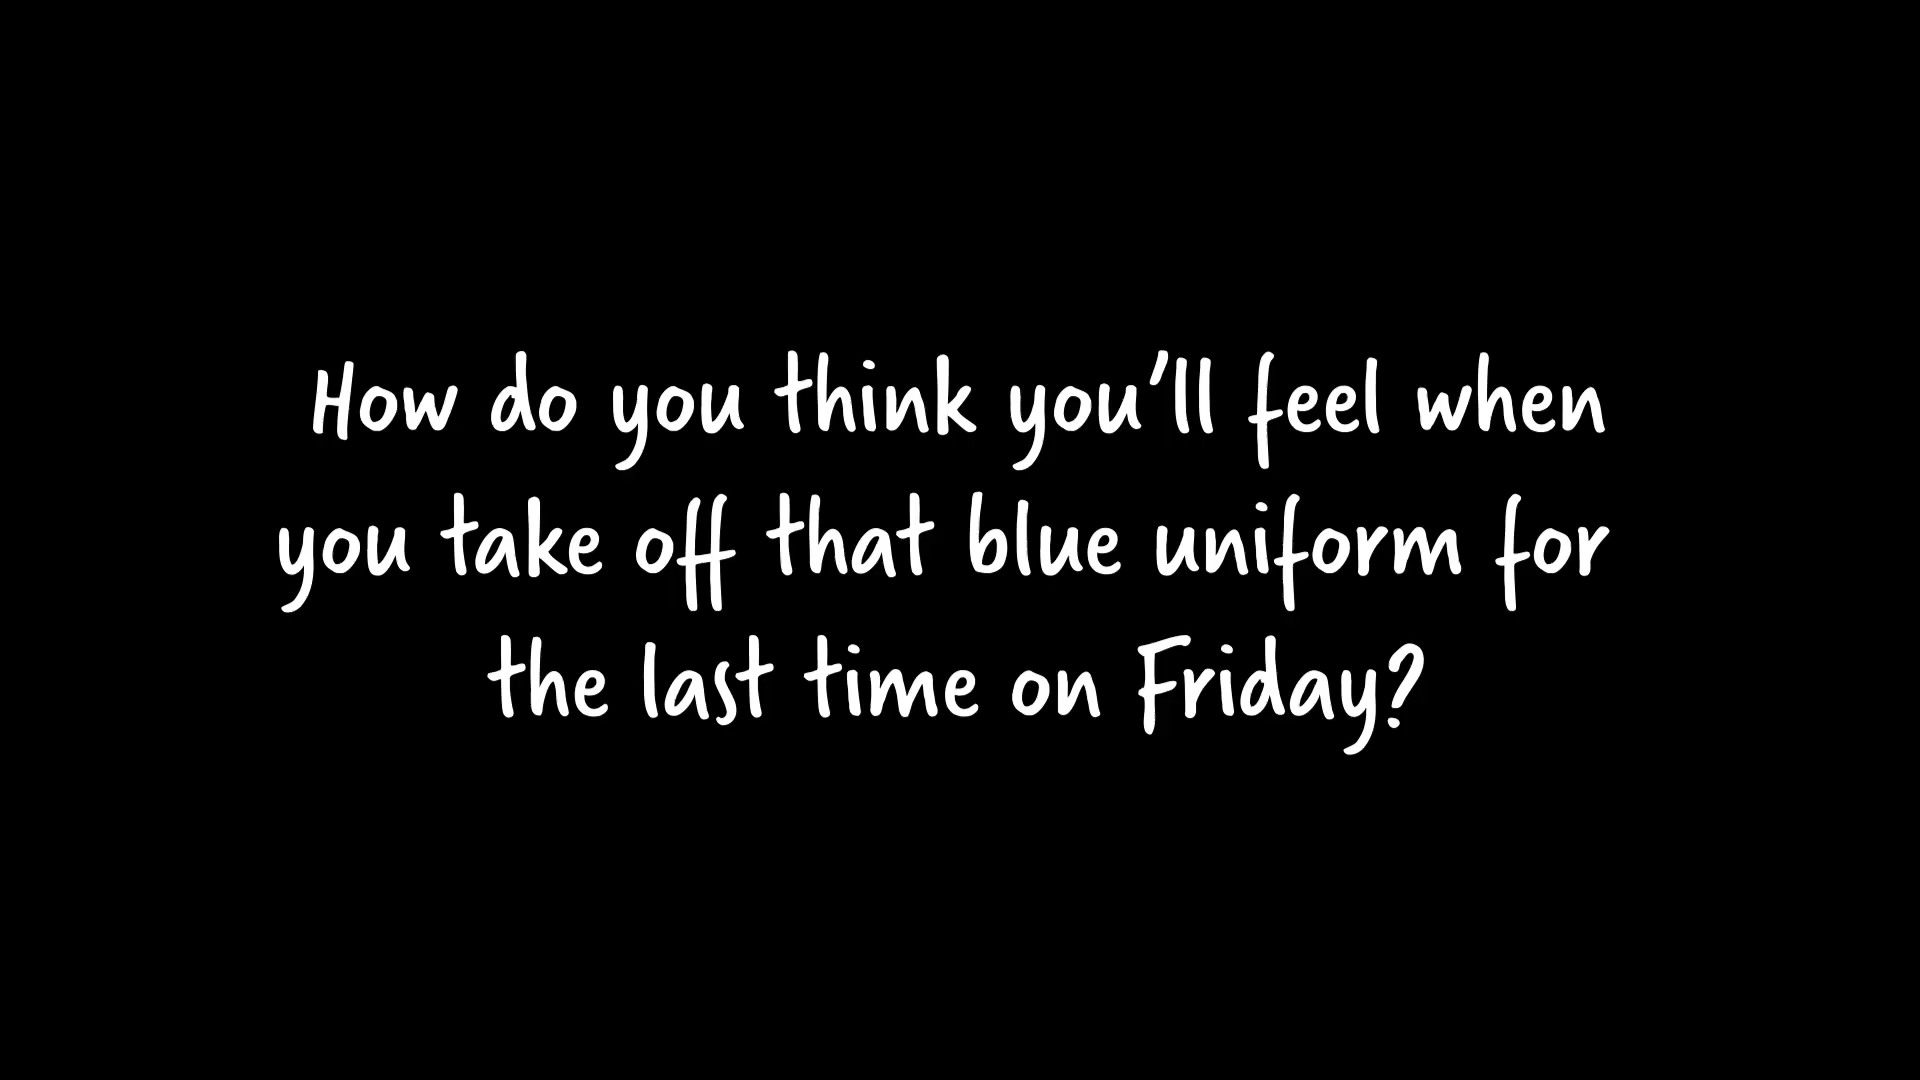 How do you think you'll feel when
you take off that blue uniform for
the last time on Friday?